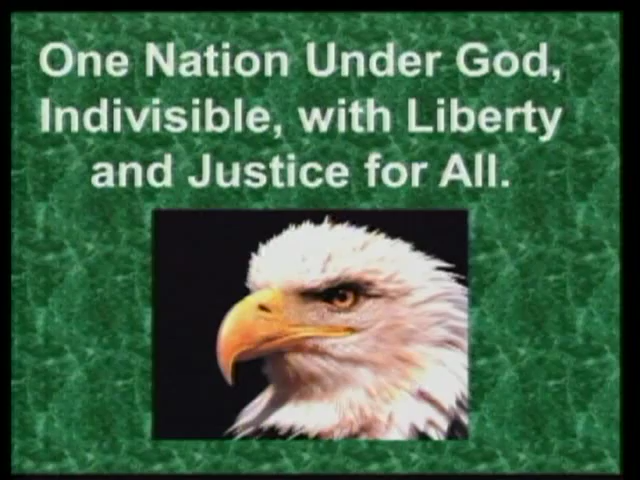 One Nation Under God,
Indivisible, with Liberty
and Justice for All.